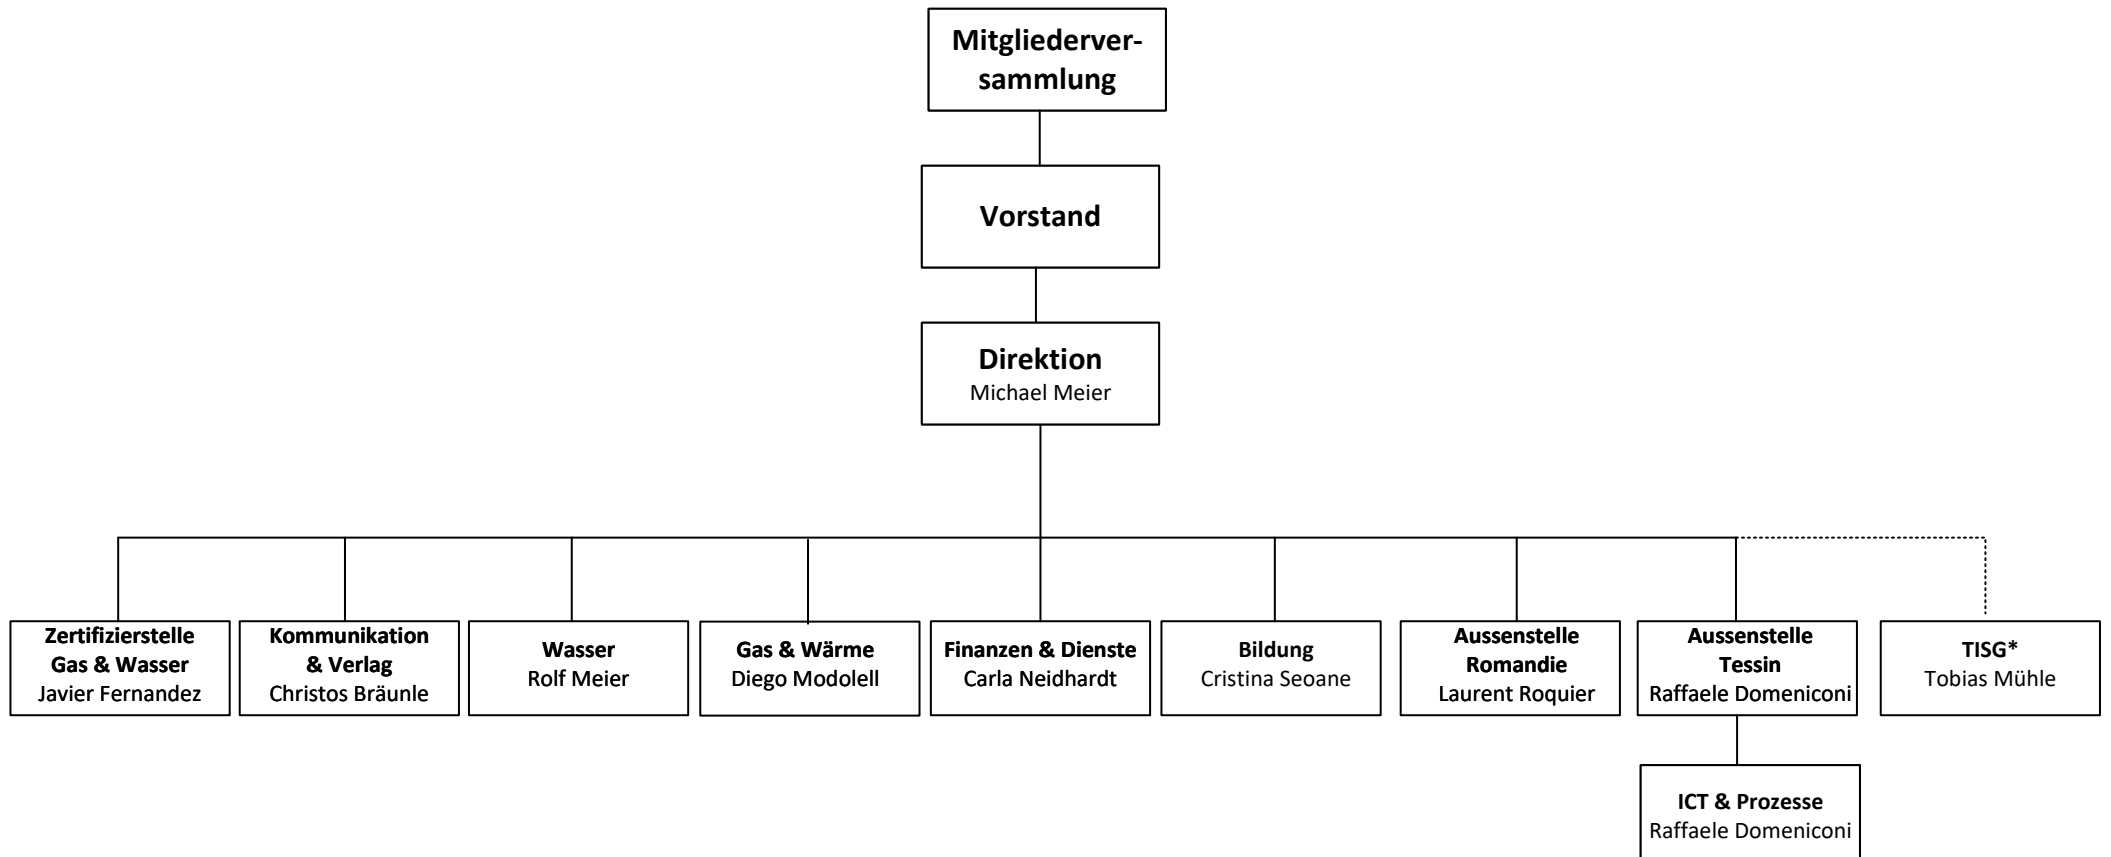 Mitgliederver-
sammlung
Vorstand
Direktion
Michael Meier
Zertifizierstelle
Gas & Wasser
Javier Fernandez
Kommunikation
& Verlag
Christos Bräunle
Wasser
Rolf Meier
Gas & Wärme
Diego Modolell
Finanzen & Dienste
Carla Neidhardt
Bildung
Cristina Seoane
Aussenstelle
Romandie
Laurent Roquier
Aussenstelle
Tessin
Raffaele Domeniconi
TISG*
Tobias Mühle
ICT & Prozesse
Raffaele Domeniconi